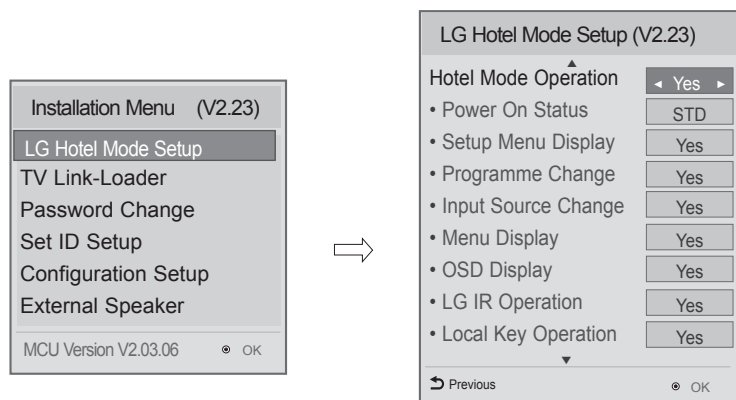 Installation Menu (V2.23)
LG Hotel Mode Setup
TV Link-Loader
Password Change
Set ID Setup
Configuration Setup
External Speaker
MCU Version V2.03.06 ◉ OK
LG Hotel Mode Setup (V2.23)
▲
Hotel Mode Operation ◄ Yes ►
• Power On Status STD
• Setup Menu Display Yes
• Programme Change Yes
• Input Source Change Yes
• Menu Display Yes
• OSD Display Yes
• LG IR Operation Yes
• Local Key Operation Yes
▼
Previous ◉ OK